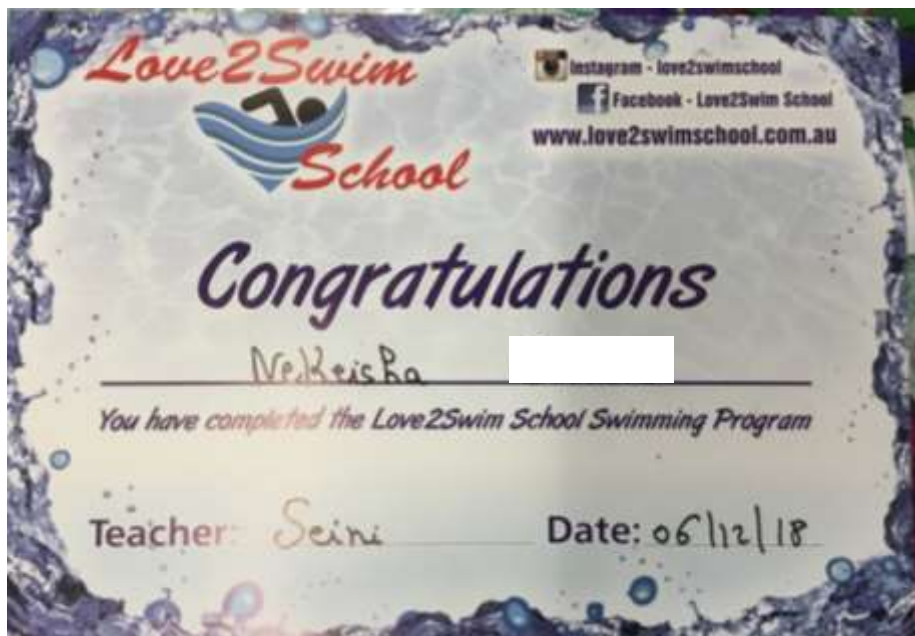 Love2Swim
School
Instagram - love2swimschool
Facebook - Love2Swim School
www.love2swimschool.com.au
Congratulations
NeKeisha
You have completed the Love2Swim School Swimming Program
Teacher: Seini
Date: 06/12/18